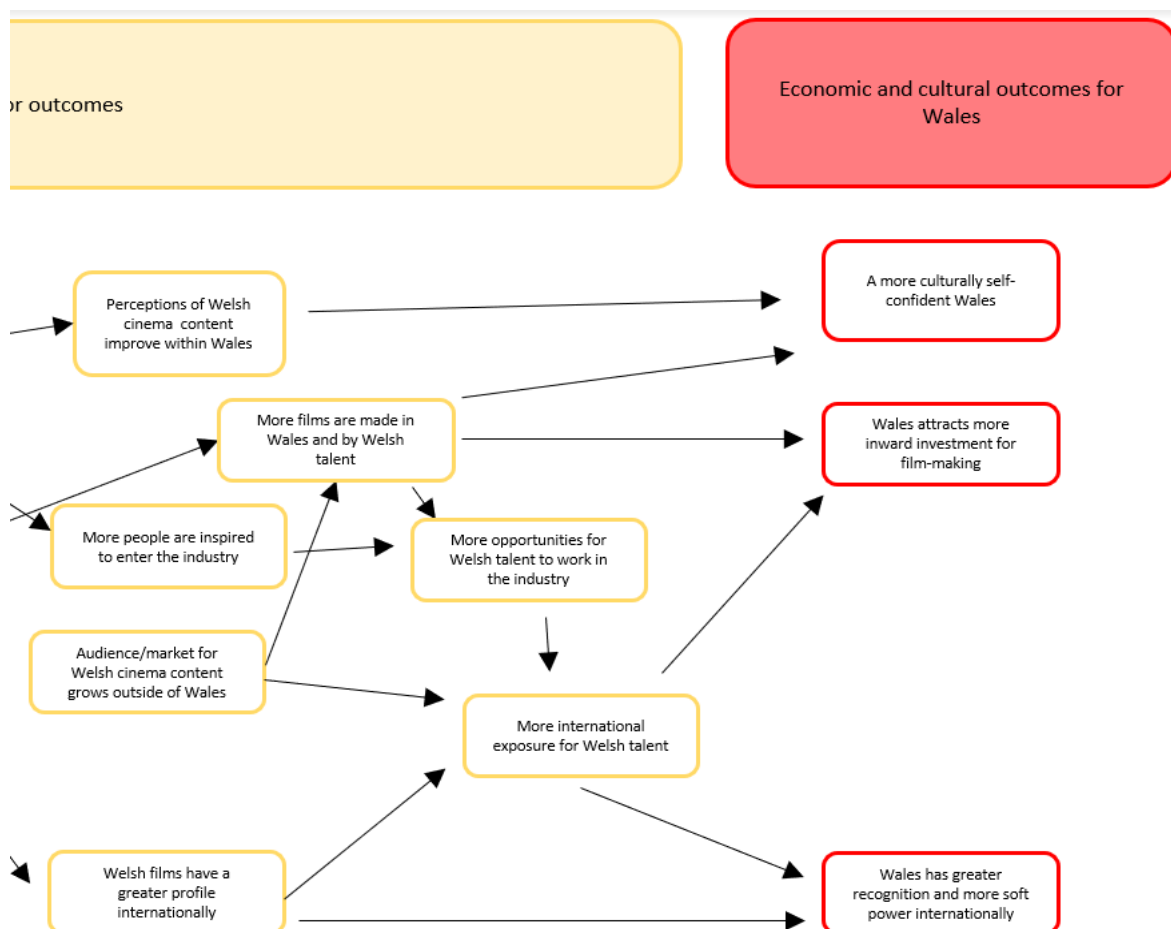 outcomes
Economic and cultural outcomes for
Wales
Perceptions of Welsh
cinema content
improve within Wales
A more culturally self-
confident Wales
More films are made in
Wales and by Welsh
talent
Wales attracts more
inward investment for
film-making
More people are inspired
to enter the industry
More opportunities for
Welsh talent to work in
the industry
Audience/market for
Welsh cinema content
grows outside of Wales
More international
exposure for Welsh talent
Welsh films have a
greater profile
internationally
Wales has greater
recognition and more soft
power internationally